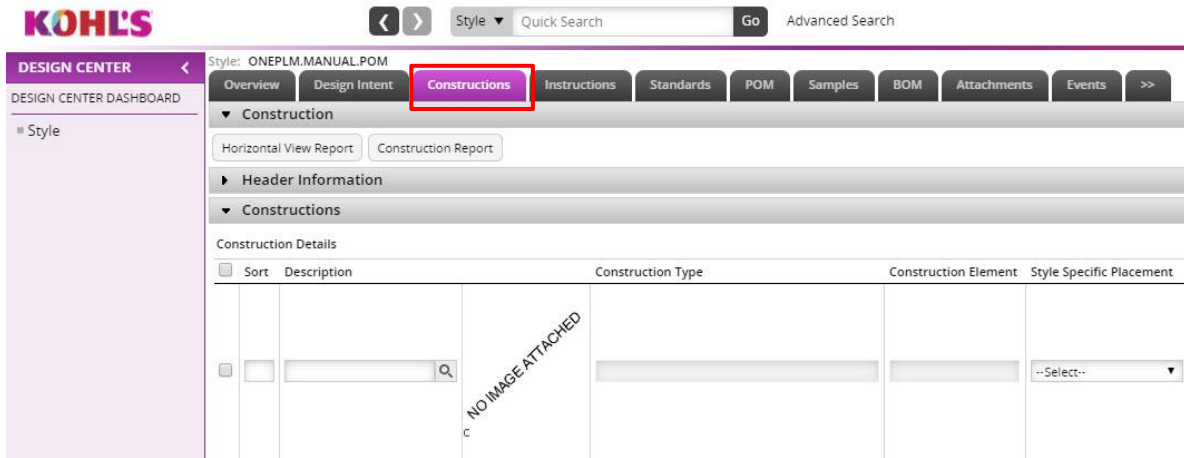 KOHL'S
Style Quick Search Go Advanced Search
DESIGN CENTER
DESIGN CENTER DASHBOARD
Style
Style: ONEPLM.MANUAL.POM
Overview Design Intent Constructions Instructions Standards POM Samples BOM Attachments Events >>
Construction
Horizontal View Report Construction Report
Header Information
Constructions
Construction Details
Sort Description Construction Type Construction Element Style Specific Placement
NO IMAGE ATTACHED
C
--Select--